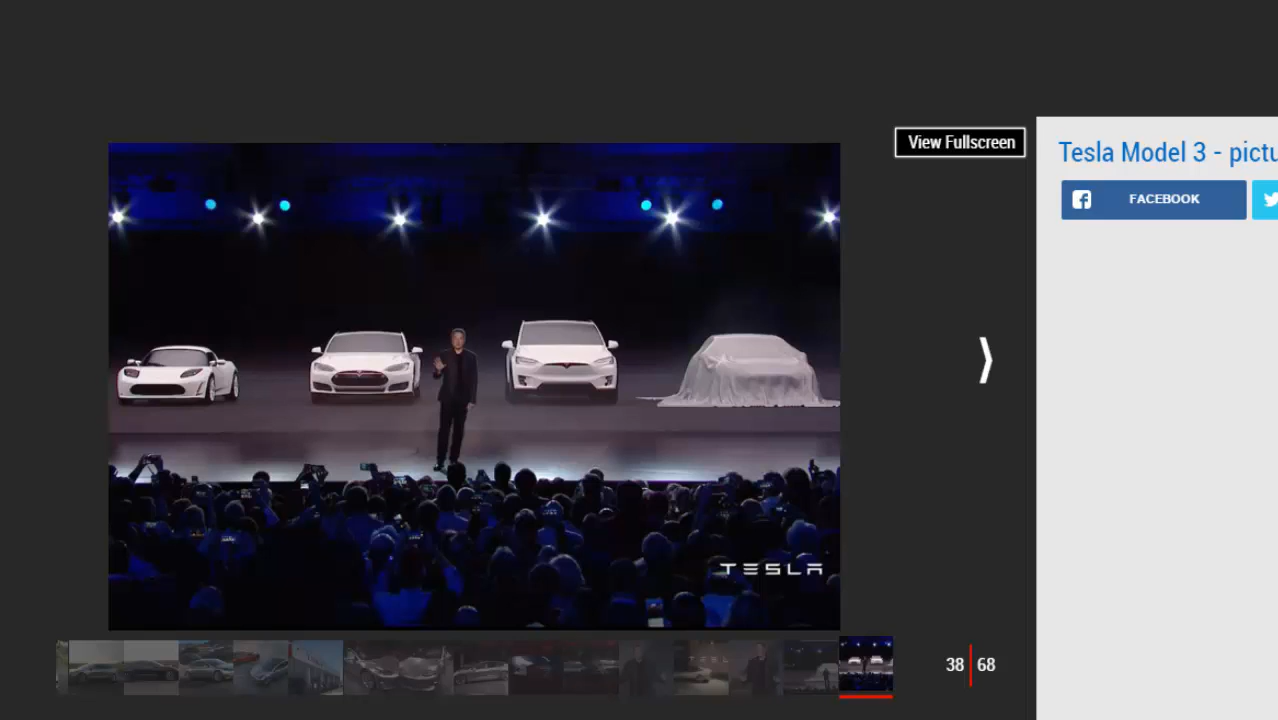 View Fullscreen
Tesla Model 3 - pictu
FACEBOOK
TESLA
38 68